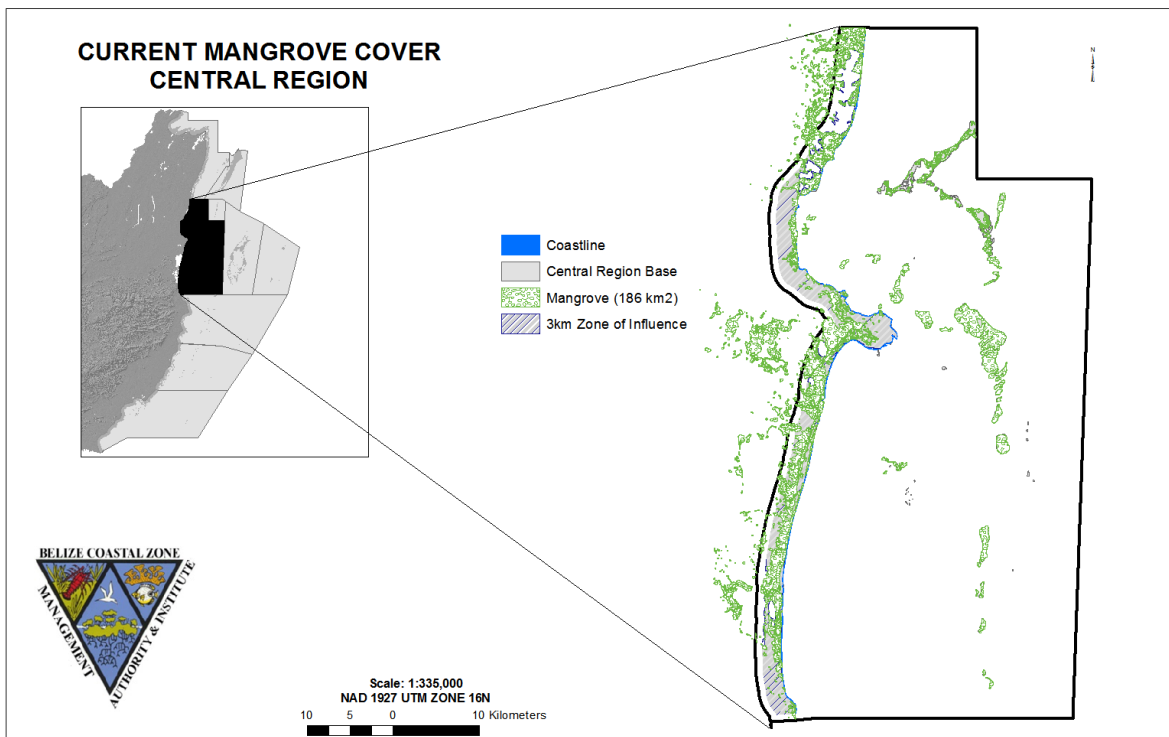 CURRENT MANGROVE COVER
CENTRAL REGION
N
Coastline
Central Region Base
Mangrove (186 km2)
3km Zone of Influence
BELIZE COASTAL ZONE
MANAGEMENT
AUTHORITY & INSTITUTE
Scale: 1:335,000
NAD 1927 UTM ZONE 16N
10 5 0 10 Kilometers